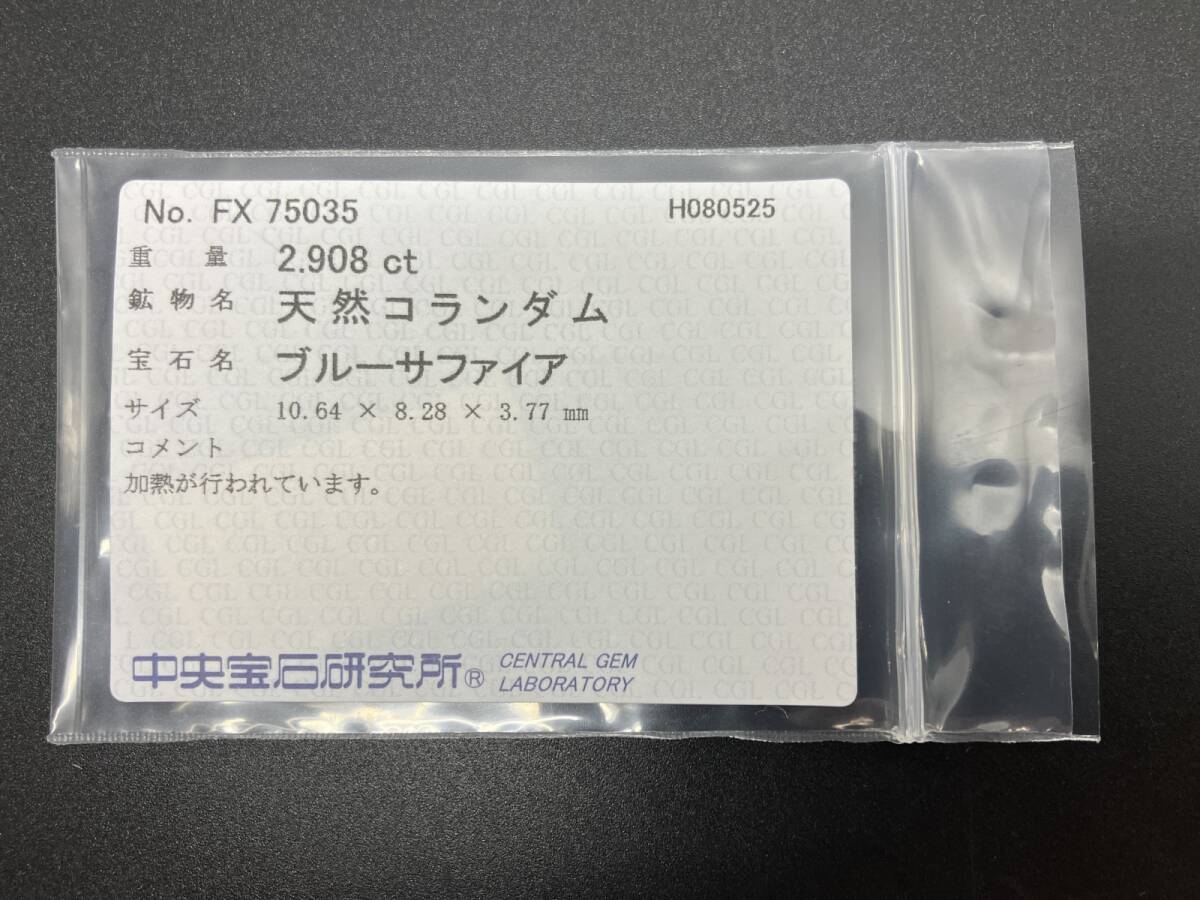 No. FX 75035 H080525
重量 2.908 ct
鉱物名 天然コランダム
宝石名 ブルーサファイア
サイズ 10.64 × 8.28 × 3.77 mm
コメント
加熱が行われています。
中央宝石研究所® CENTRAL GEM
LABORATORY